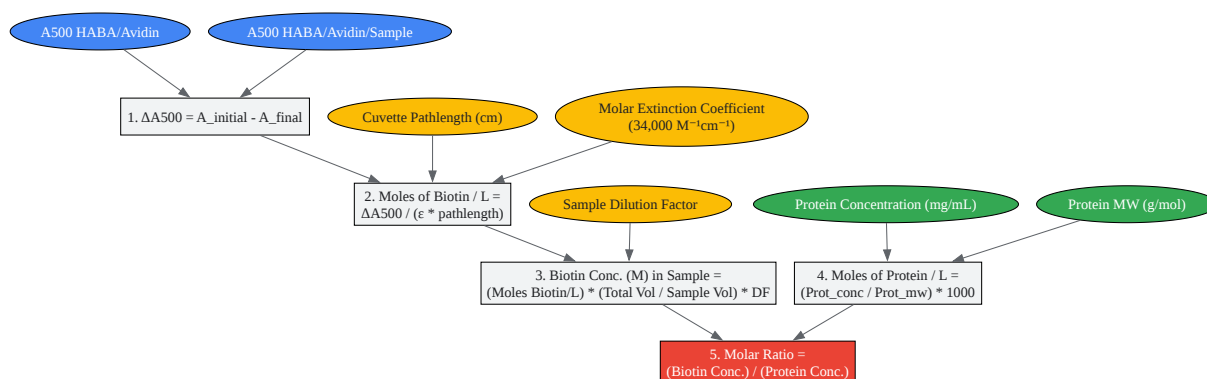 A500 HABA/Avidin
A500 HABA/Avidin/Sample
1. ΔA500 = A_initial - A_final
Cuvette Pathlength (cm)
Molar Extinction Coefficient
(34,000 M⁻¹cm⁻¹)
2. Moles of Biotin / L =
ΔA500 / (ε * pathlength)
Sample Dilution Factor
Protein Concentration (mg/mL)
Protein MW (g/mol)
3. Biotin Conc. (M) in Sample =
(Moles Biotin/L) * (Total Vol / Sample Vol) * DF
4. Moles of Protein / L =
(Prot_conc / Prot_mw) * 1000
5. Molar Ratio =
(Biotin Conc.) / (Protein Conc.)